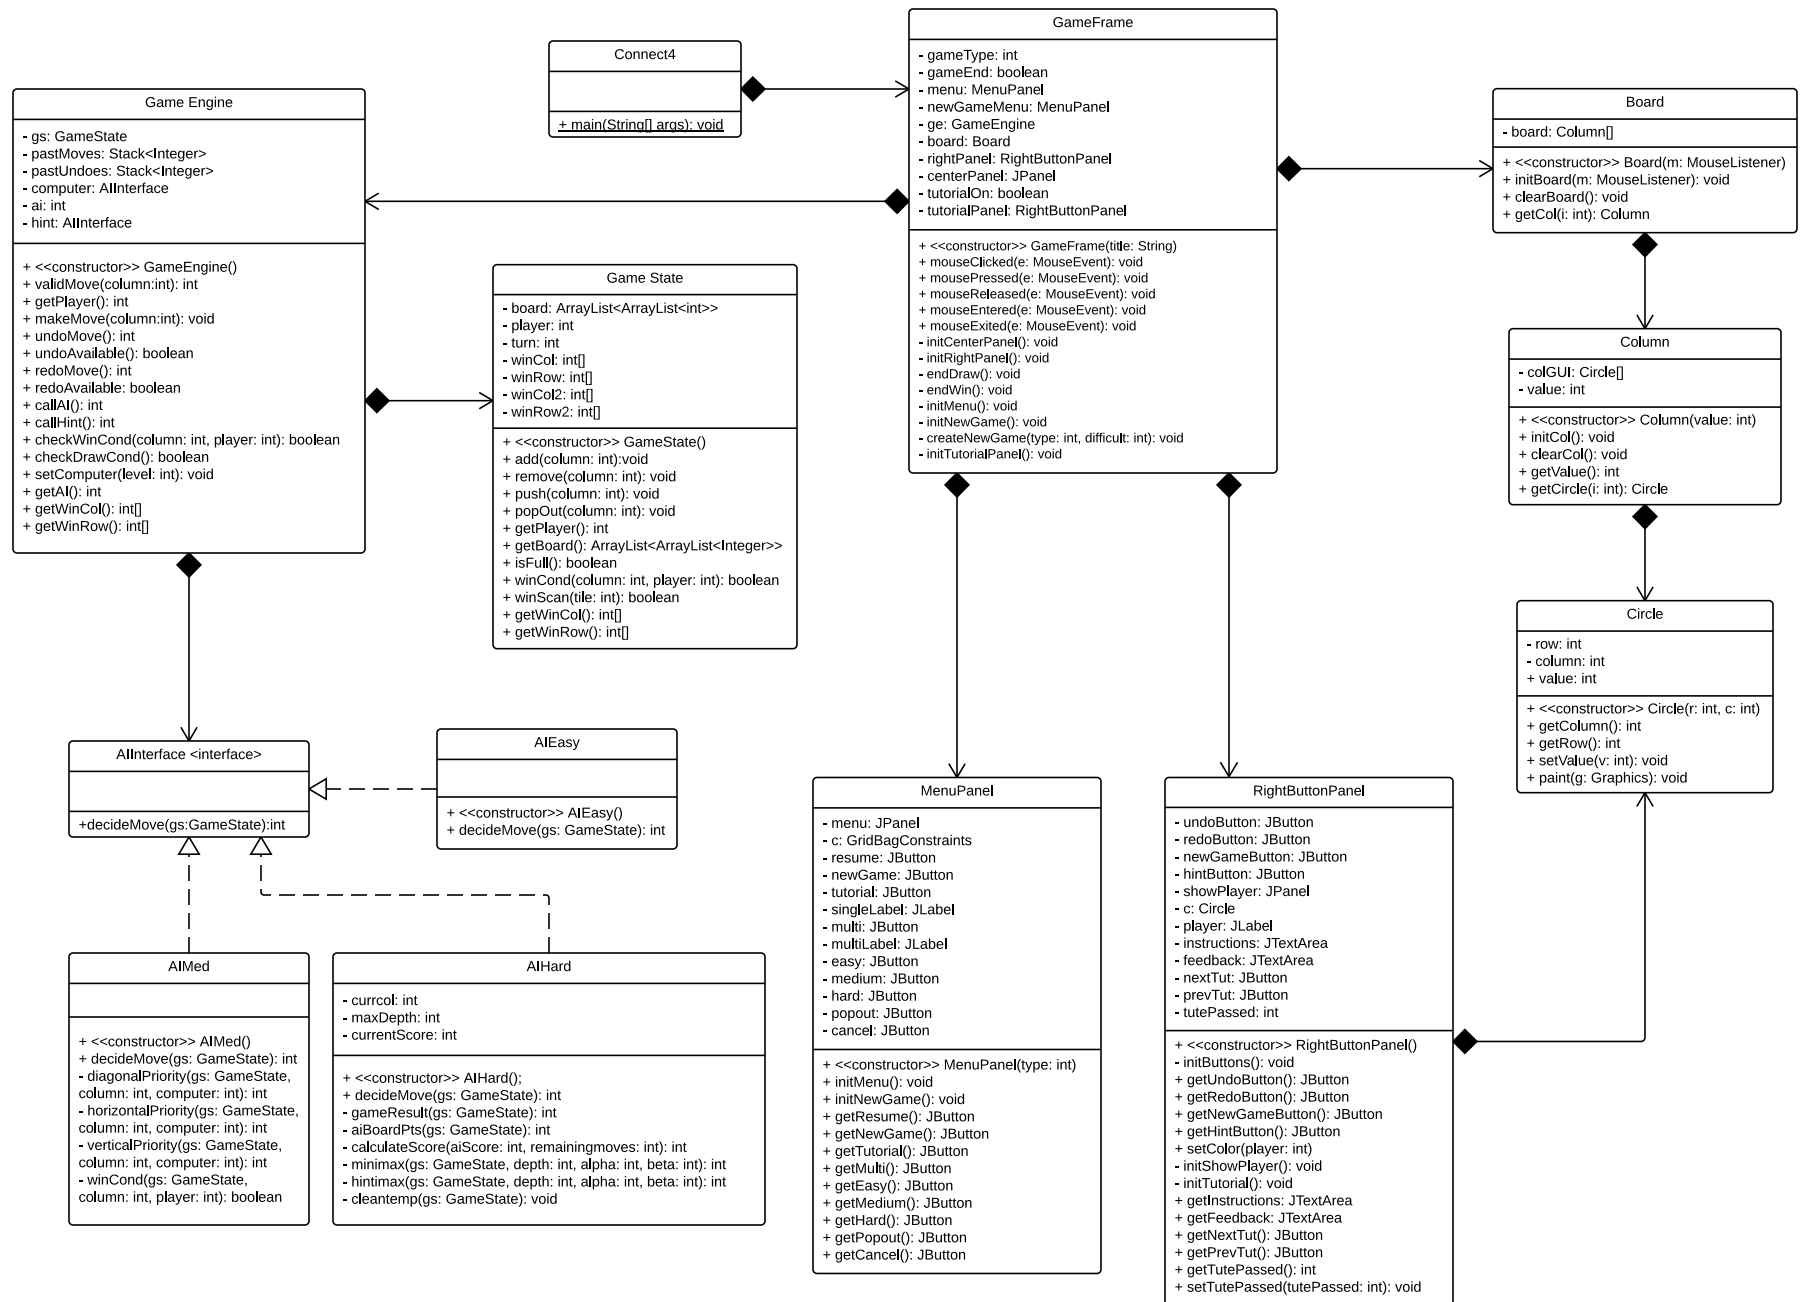 Connect4
+ main(String[] args): void
GameFrame
- gameType: int
- gameEnd: boolean
- menu: MenuPanel
- newGameMenu: MenuPanel
- ge: GameEngine
- board: Board
- rightPanel: RightButtonPanel
- centerPanel: JPanel
- tutorialOn: boolean
- tutorialPanel: RightButtonPanel
+ <<constructor>> GameFrame(title: String)
+ mouseClicked(e: MouseEvent): void
+ mousePressed(e: MouseEvent): void
+ mouseReleased(e: MouseEvent): void
+ mouseEntered(e: MouseEvent): void
+ mouseExited(e: MouseEvent): void
- initCenterPanel(): void
- initRightPanel(): void
- endDraw(): void
- endWin(): void
- initMenu(): void
- initNewGame(): void
- createNewGame(type: int, difficult: int): void
- initTutorialPanel(): void
Game Engine
- gs: GameState
- pastMoves: Stack<Integer>
- pastUndoes: Stack<Integer>
- computer: AIInterface
- ai: int
- hint: AIInterface
+ <<constructor>> GameEngine()
+ validMove(column:int): int
+ getPlayer(): int
+ makeMove(column:int): void
+ undoMove(): int
+ undoAvailable(): boolean
+ redoMove(): int
+ redoAvailable: boolean
+ callAI(): int
+ callHint(): int
+ checkWinCond(column: int, player: int): boolean
+ checkDrawCond(): boolean
+ setComputer(level: int): void
+ getAI(): int
+ getWinCol(): int[]
+ getWinRow(): int[]
Game State
- board: ArrayList<ArrayList<int>>
- player: int
- turn: int
- winCol: int[]
- winRow: int[]
- winCol2: int[]
- winRow2: int[]
+ <<constructor>> GameState()
+ add(column: int):void
+ remove(column: int): void
+ push(column: int): void
+ popOut(column: int): void
+ getPlayer(): int
+ getBoard(): ArrayList<ArrayList<Integer>>
+ isFull(): boolean
+ winCond(column: int, player: int): boolean
+ winScan(tile: int): boolean
+ getWinCol(): int[]
+ getWinRow(): int[]
Board
- board: Column[]
+ <<constructor>> Board(m: MouseListener)
+ initBoard(m: MouseListener): void
+ clearBoard(): void
+ getCol(i: int): Column
Column
- colGUI: Circle[]
- value: int
+ <<constructor>> Column(value: int)
+ initCol(): void
+ clearCol(): void
+ getValue(): int
+ getCircle(i: int): Circle
Circle
- row: int
- column: int
+ value: int
+ <<constructor>> Circle(r: int, c: int)
+ getColumn(): int
+ getRow(): int
+ setValue(v: int): void
+ paint(g: Graphics): void
AIInterface <interface>
+decideMove(gs:GameState):int
AIEasy
+ <<constructor>> AIEasy()
+ decideMove(gs: GameState): int
AIMed
+ <<constructor>> AIMed()
+ decideMove(gs: GameState): int
- diagonalPriority(gs: GameState,
column: int, computer: int): int
- horizontalPriority(gs: GameState,
column: int, computer: int): int
- verticalPriority(gs: GameState,
column: int, computer: int): int
- winCond(gs: GameState,
column: int, player: int): boolean
AIHard
- currcol: int
- maxDepth: int
- currentScore: int
+ <<constructor>> AIHard();
+ decideMove(gs: GameState): int
- gameResult(gs: GameState): int
- aiBoardPts(gs: GameState): int
- calculateScore(aiScore: int, remainingmoves: int): int
- minimax(gs: GameState, depth: int, alpha: int, beta: int): int
- hintimax(gs: GameState, depth: int, alpha: int, beta: int): int
- cleantemp(gs: GameState): void
MenuPanel
- menu: JPanel
- c: GridBagConstraints
- resume: JButton
- newGame: JButton
- tutorial: JButton
- singleLabel: JLabel
- multi: JButton
- multiLabel: JLabel
- easy: JButton
- medium: JButton
- hard: JButton
- popout: JButton
- cancel: JButton
+ <<constructor>> MenuPanel(type: int)
+ initMenu(): void
+ initNewGame(): void
+ getResume(): JButton
+ getNewGame(): JButton
+ getTutorial(): JButton
+ getMulti(): JButton
+ getEasy(): JButton
+ getMedium(): JButton
+ getHard(): JButton
+ getPopout(): JButton
+ getCancel(): JButton
RightButtonPanel
- undoButton: JButton
- redoButton: JButton
- newGameButton: JButton
- hintButton: JButton
- showPlayer: JPanel
- c: Circle
- player: JLabel
- instructions: JTextArea
- feedback: JTextArea
- nextTut: JButton
- prevTut: JButton
- tutePassed: int
+ <<constructor>> RightButtonPanel()
- initButtons(): void
+ getUndoButton(): JButton
+ getRedoButton(): JButton
+ getNewGameButton(): JButton
+ getHintButton(): JButton
+ setColor(player: int)
- initShowPlayer(): void
- initTutorial(): void
+ getInstructions: JTextArea
+ getFeedback: JTextArea
+ getNextTut(): JButton
+ getPrevTut(): JButton
+ getTutePassed(): int
+ setTutePassed(tutePassed: int): void